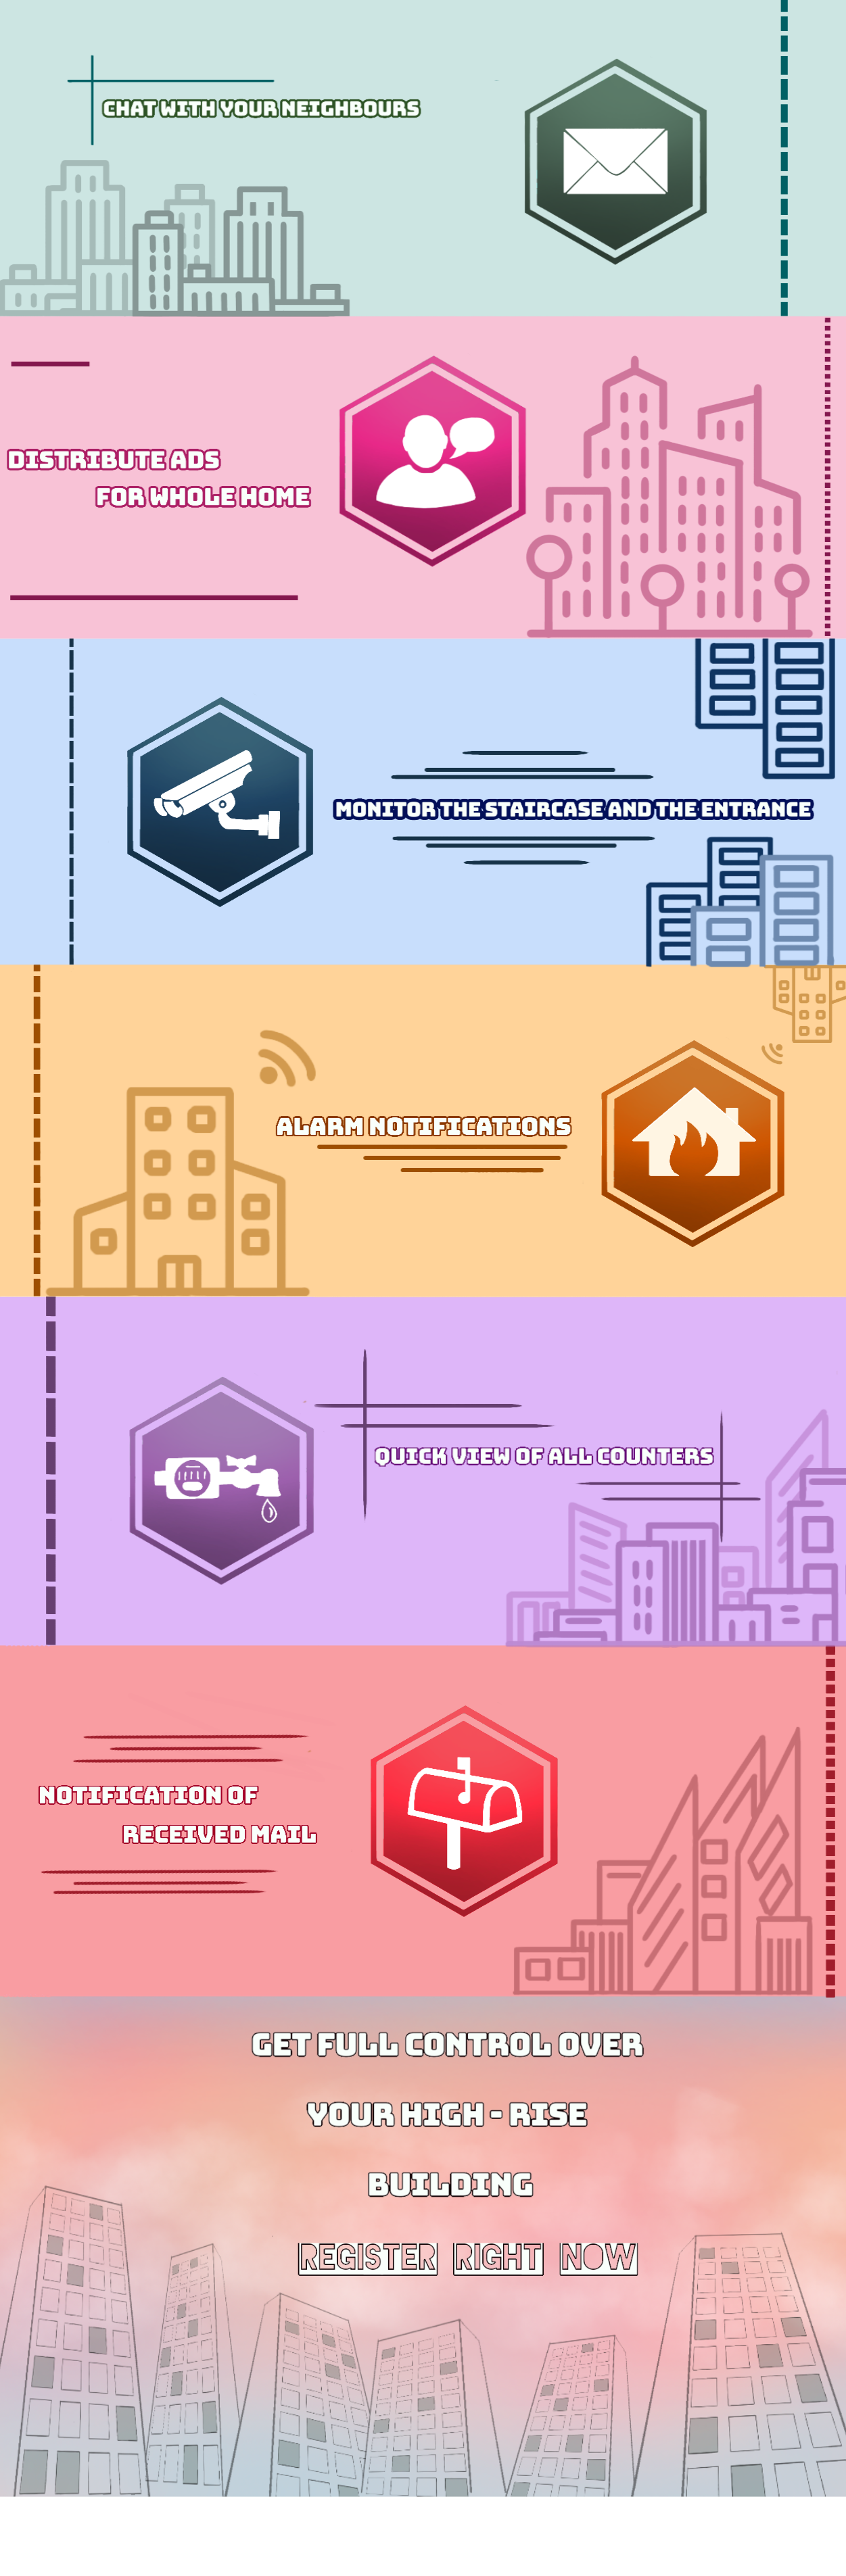 CHAT WITH YOUR NEIGHBOURS
DISTRIBUTE ADS
FOR WHOLE HOME
MONITOR THE STAIRCASE AND THE ENTRANCE
ALARM NOTIFICATIONS
QUICK VIEW OF ALL COUNTERS
NOTIFICATION OF
RECEIVED MAIL
GET FULL CONTROL OVER
YOUR HIGH - RISE
BUILDING
REGISTER RIGHT NOW